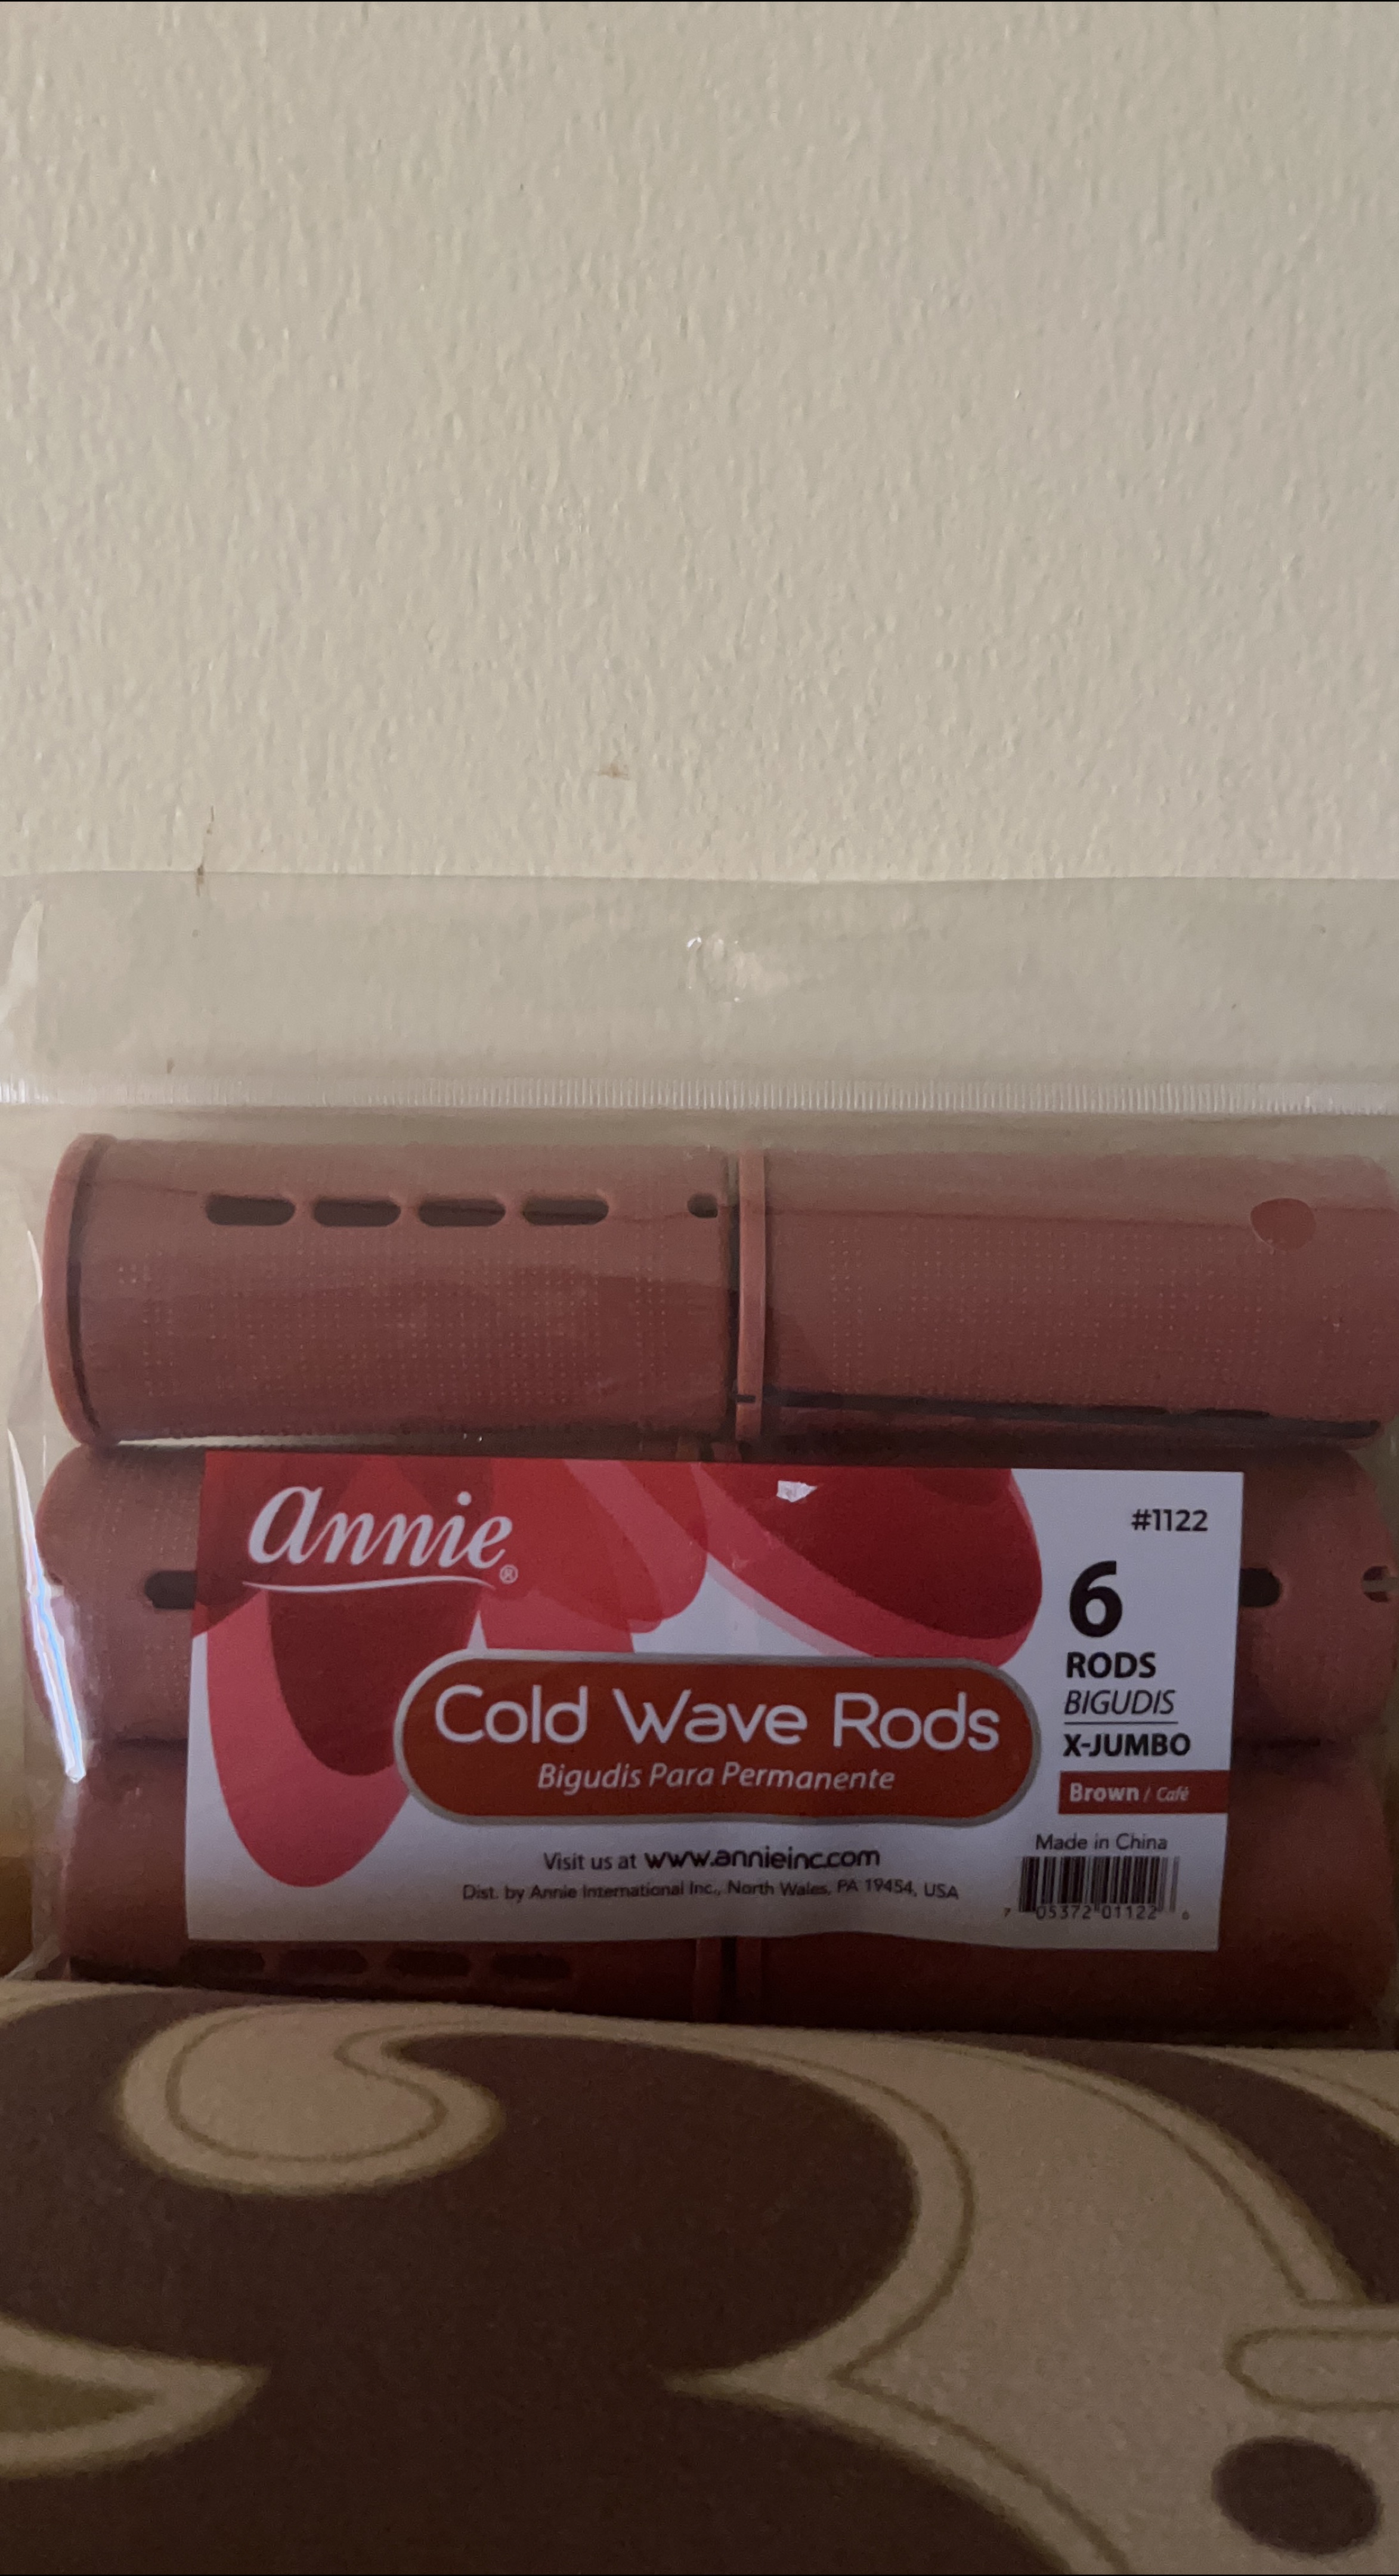 annie®
#1122
6
RODS
BIGUDIS
X-JUMBO
Brown / Café
Cold Wave Rods
Bigudis Para Permanente
Visit us at www.annieinc.com
Dist. by Annie International Inc., North Wales, PA 19454, USA
Made in China
7 05372 01122 6